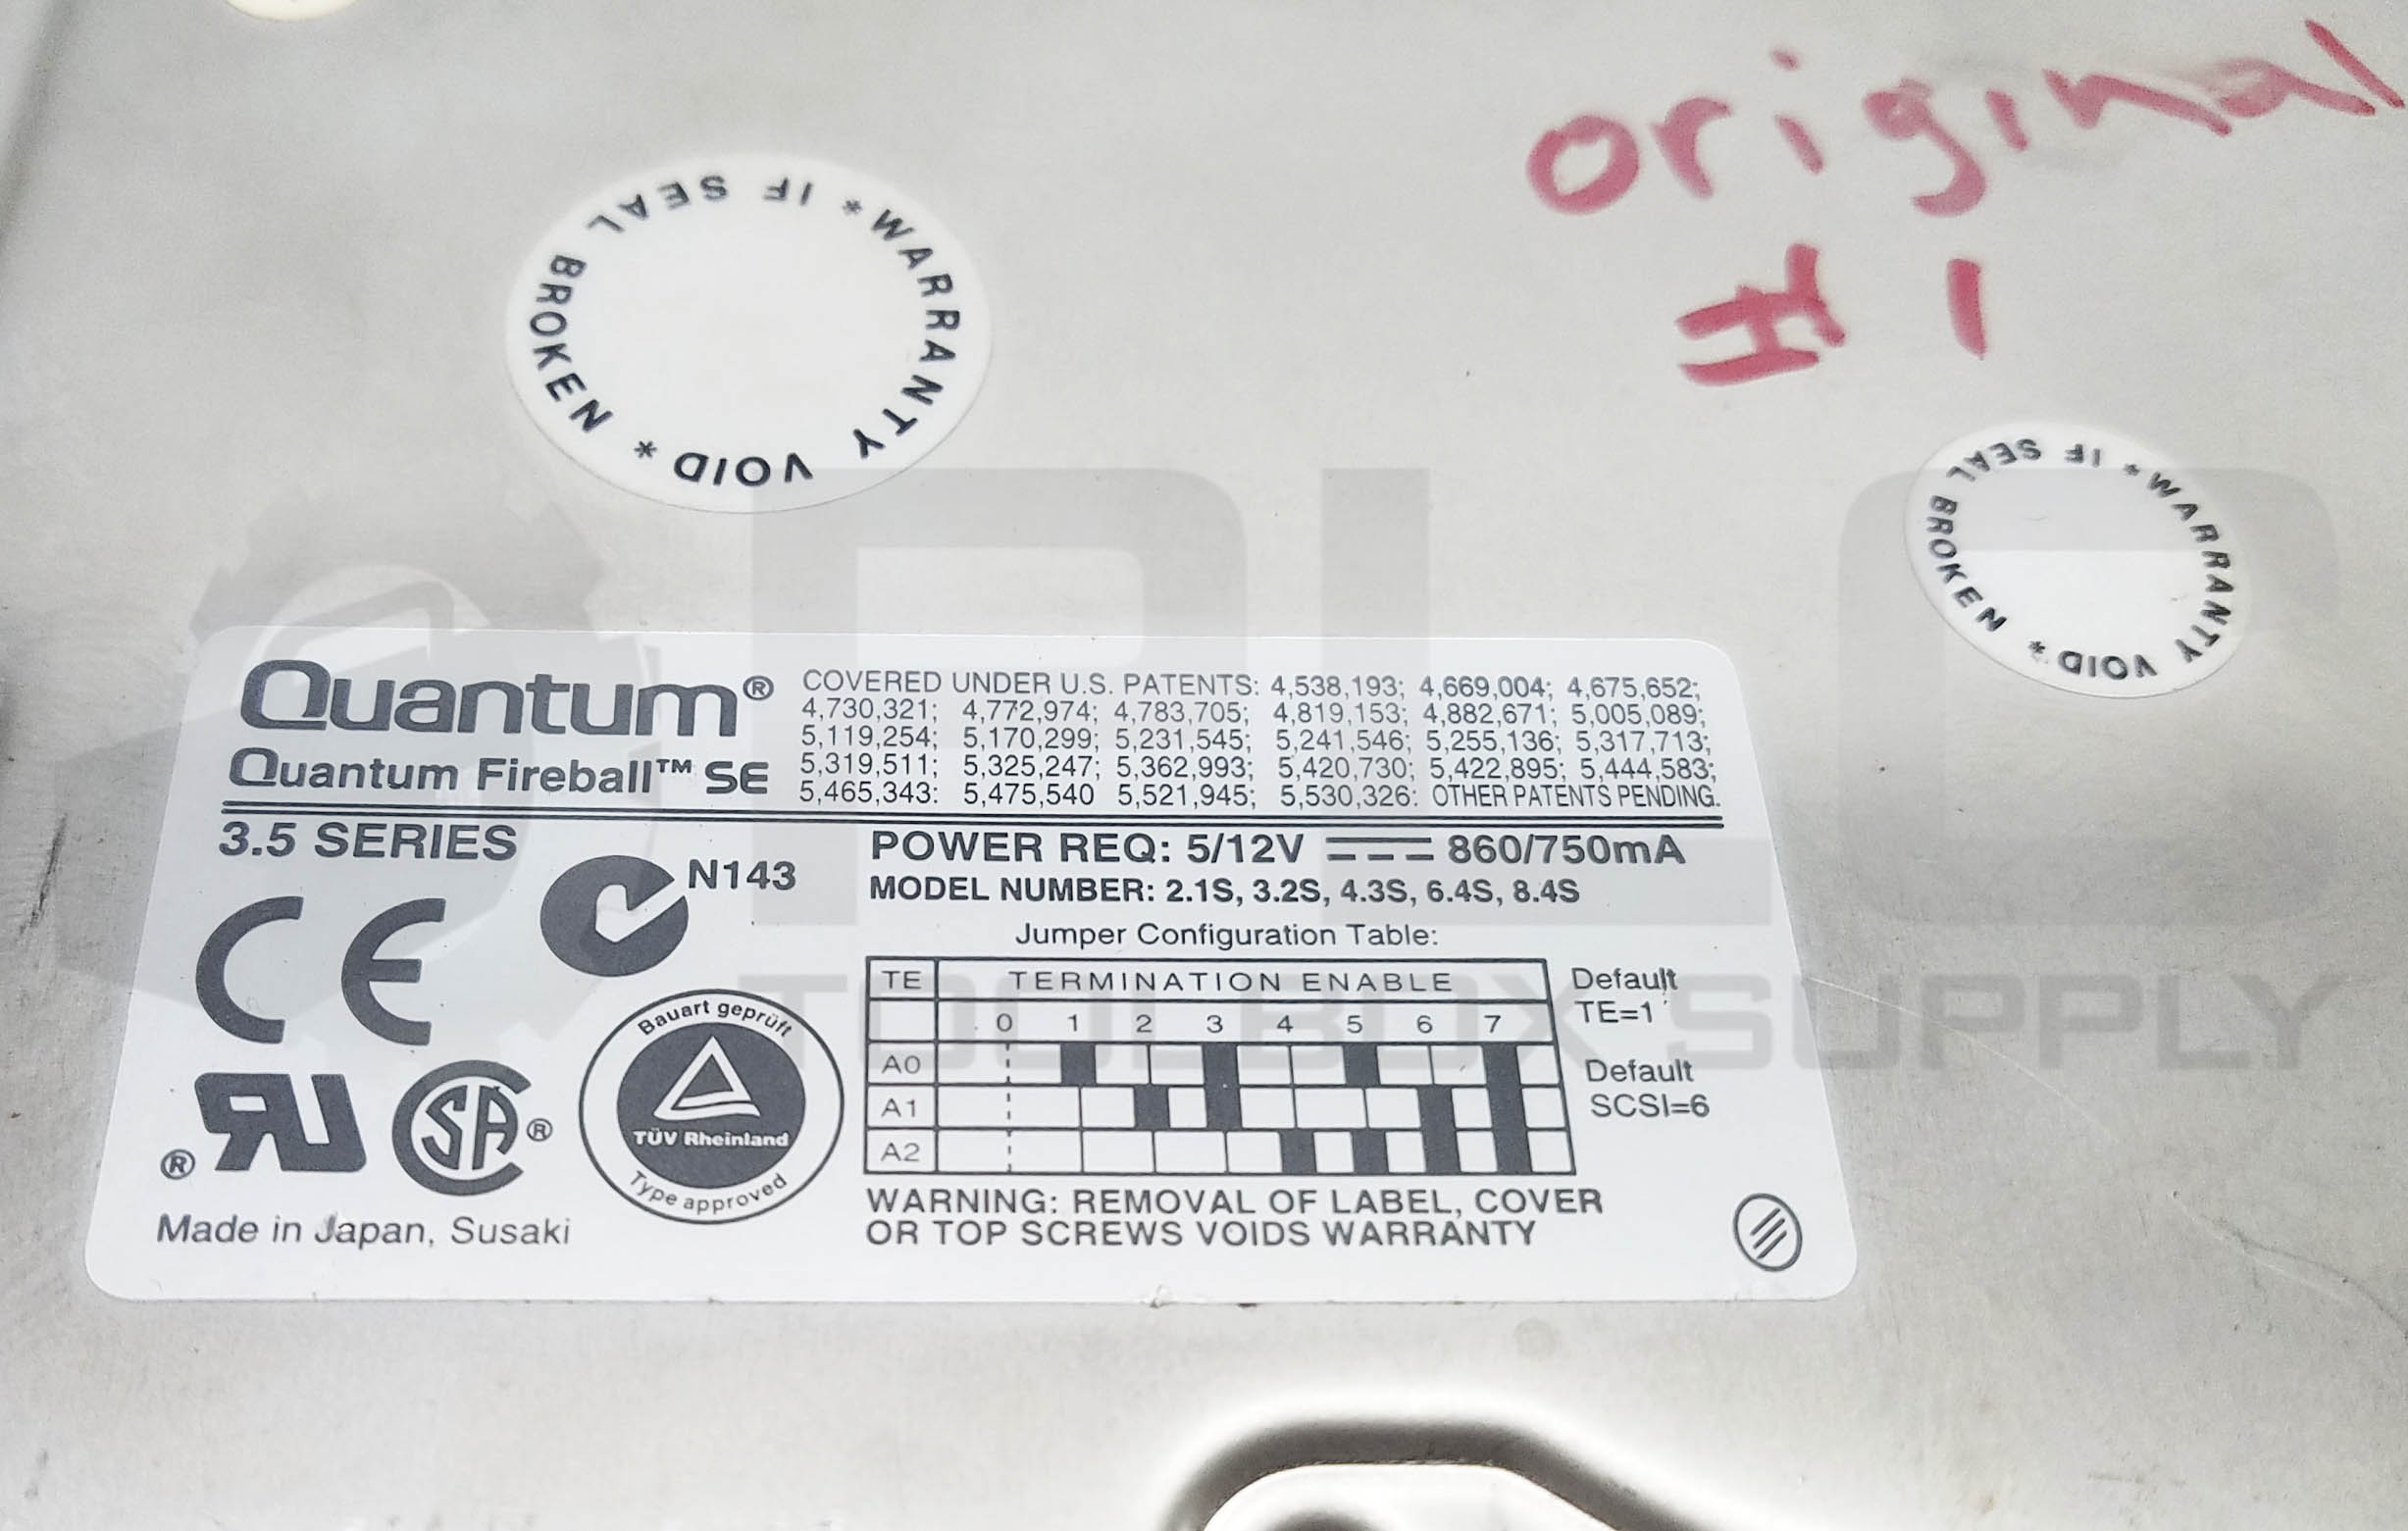 original
# 1
* WARRANTY VOID * IF SEAL BROKEN
* WARRANTY VOID * IF SEAL BROKEN
PLC
TOOLBOX SUPPLY
Quantum®
Quantum Fireball™ SE
COVERED UNDER U.S. PATENTS: 4,538,193; 4,669,004; 4,675,652;
4,730,321; 4,772,974; 4,783,705; 4,819,153; 4,882,671; 5,005,089;
5,119,254; 5,170,299; 5,231,545; 5,241,546; 5,255,136; 5,317,713;
5,319,511; 5,325,247; 5,362,993; 5,420,730; 5,422,895; 5,444,583;
5,465,343: 5,475,540 5,521,945; 5,530,326: OTHER PATENTS PENDING.
3.5 SERIES
N143
POWER REQ: 5/12V 860/750mA
MODEL NUMBER: 2.1S, 3.2S, 4.3S, 6.4S, 8.4S
Jumper Configuration Table:
TE TERMINATION ENABLE
0 1 2 3 4 5 6 7
A0
A1
A2
Default
TE=1
Default
SCSI=6
CE
Bauart geprüft
TÜV Rheinland
Type approved
RU ®
SA ®
Made in Japan, Susaki
WARNING: REMOVAL OF LABEL, COVER
OR TOP SCREWS VOIDS WARRANTY